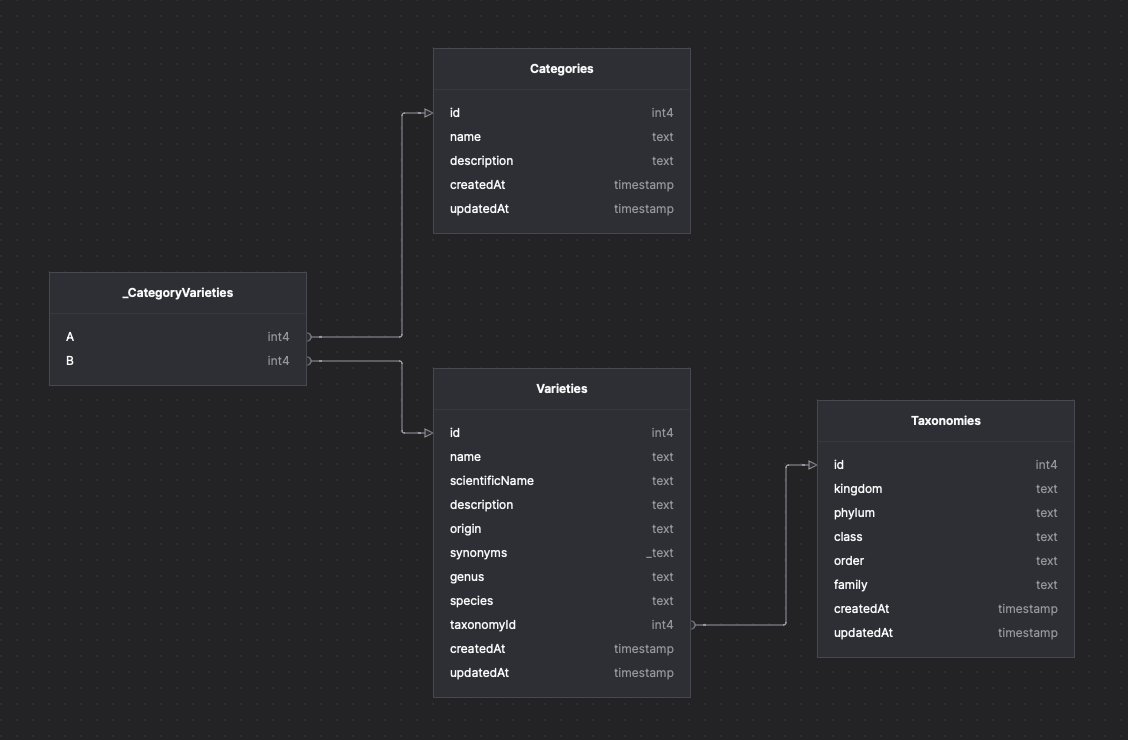 Categories
id int4
name text
description text
createdAt timestamp
updatedAt timestamp
_CategoryVarieties
A int4
B int4
Varieties
id int4
name text
scientificName text
description text
origin text
synonyms _text
genus text
species text
taxonomyId int4
createdAt timestamp
updatedAt timestamp
Taxonomies
id int4
kingdom text
phylum text
class text
order text
family text
createdAt timestamp
updatedAt timestamp